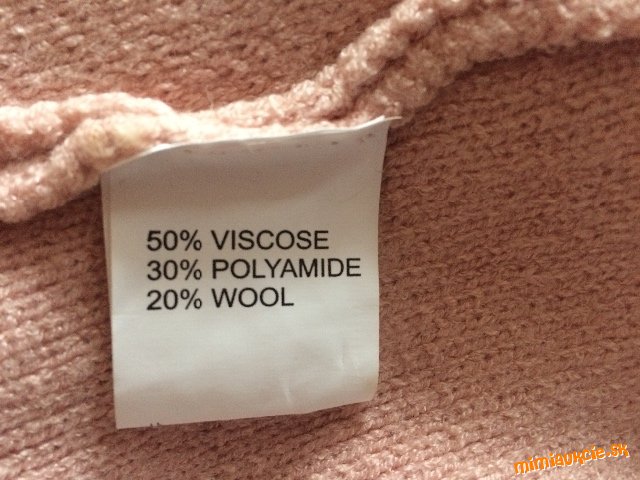 50% VISCOSE
30% POLYAMIDE
20% WOOL
mimiaukcie.sk